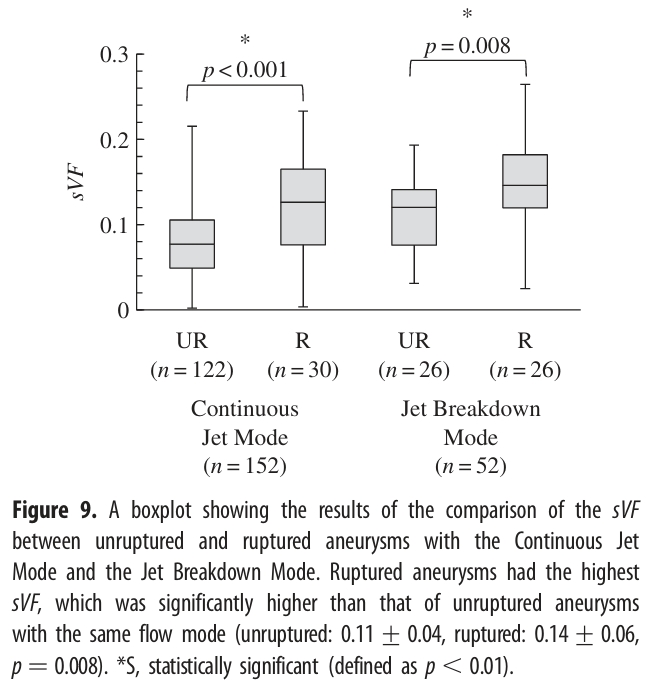 *
p = 0.008
*
p < 0.001
0.3
0.2
0.1
0
sVF
UR R UR R
(n = 122) (n = 30) (n = 26) (n = 26)
Continuous Jet Breakdown
Jet Mode Mode
(n = 152) (n = 52)
Figure 9. A boxplot showing the results of the comparison of the sVF
between unruptured and ruptured aneurysms with the Continuous Jet
Mode and the Jet Breakdown Mode. Ruptured aneurysms had the highest
sVF, which was significantly higher than that of unruptured aneurysms
with the same flow mode (unruptured: 0.11 ± 0.04, ruptured: 0.14 ± 0.06,
p = 0.008). *S, statistically significant (defined as p < 0.01).